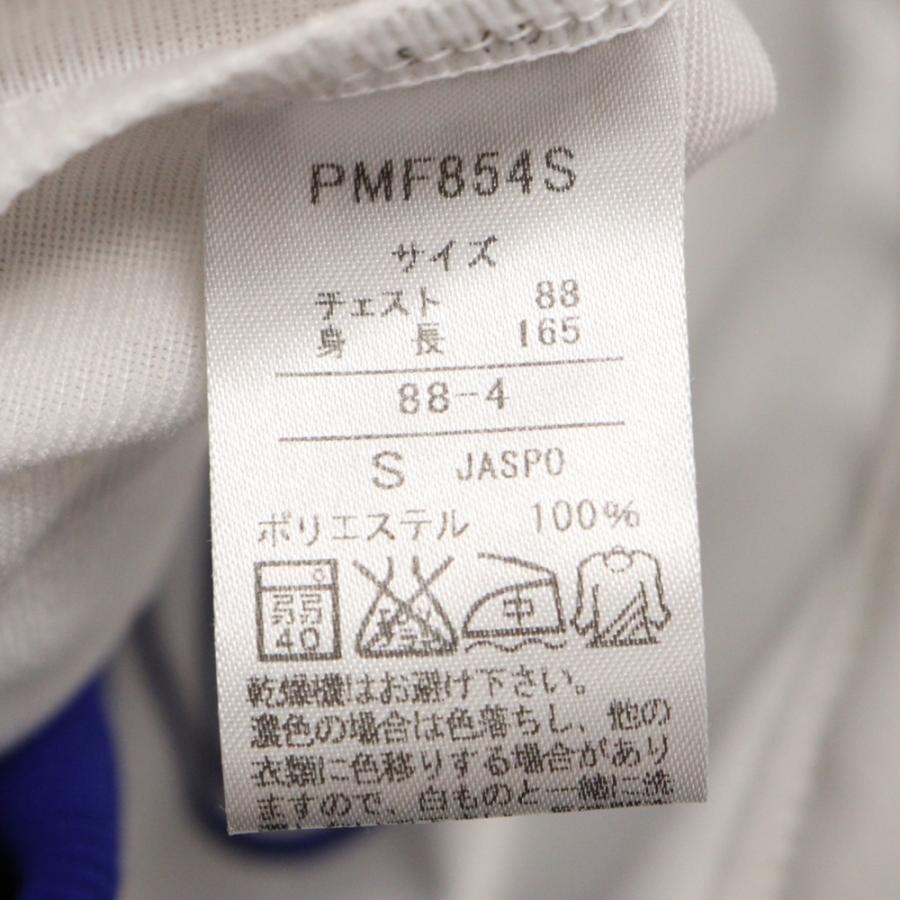 PMF854S
サイズ
チェスト 88
身長 165
88-4
S JASPO
ポリエステル 100%
弱
40
中
乾燥機はお避け下さい。
濃色の場合は色落ちし、他の
衣類に色移りする場合があり
ますので、白ものと一緒に洗